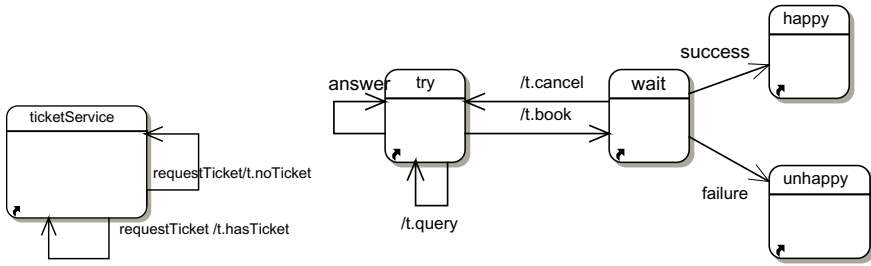 ticketService
requestTicket/t.noTicket
requestTicket /t.hasTicket
answer
try
/t.query
/t.cancel
/t.book
wait
success
failure
happy
unhappy